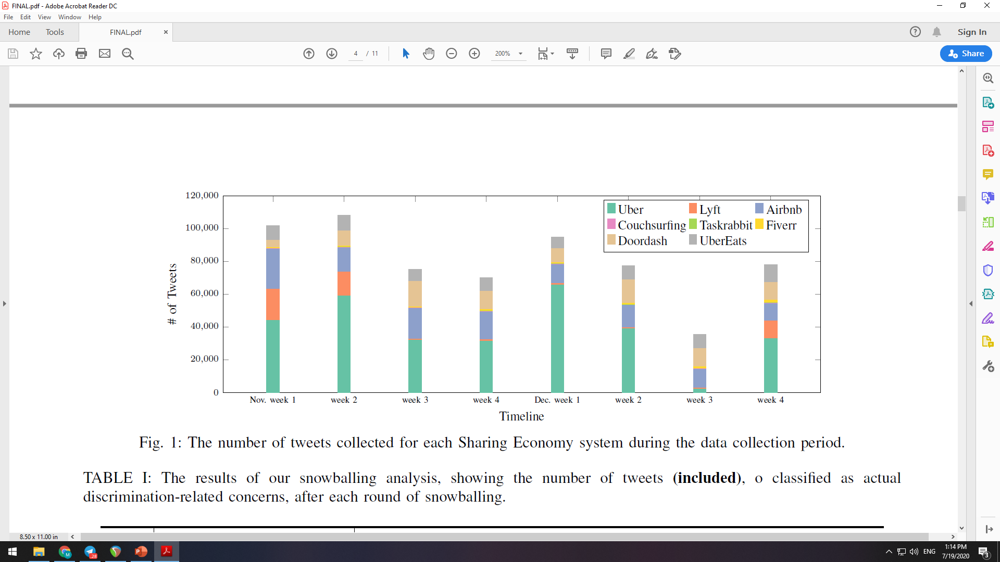 FINAL.pdf - Adobe Acrobat Reader DC
File Edit View Window Help
Home Tools FINAL.pdf Sign In
4 / 11 200% Share
120,000
100,000
80,000
60,000
40,000
20,000
0
# of Tweets
Uber Lyft Airbnb
Couchsurfing Taskrabbit Fiverr
Doordash UberEats
Nov. week 1 week 2 week 3 week 4 Dec. week 1 week 2 week 3 week 4
Timeline
Fig. 1: The number of tweets collected for each Sharing Economy system during the data collection period.
TABLE I: The results of our snowballing analysis, showing the number of tweets (included), o classified as actual
discrimination-related concerns, after each round of snowballing.
8.50 x 11.00 in
M .28 P ENG 1:14 PM
7/19/2020 3